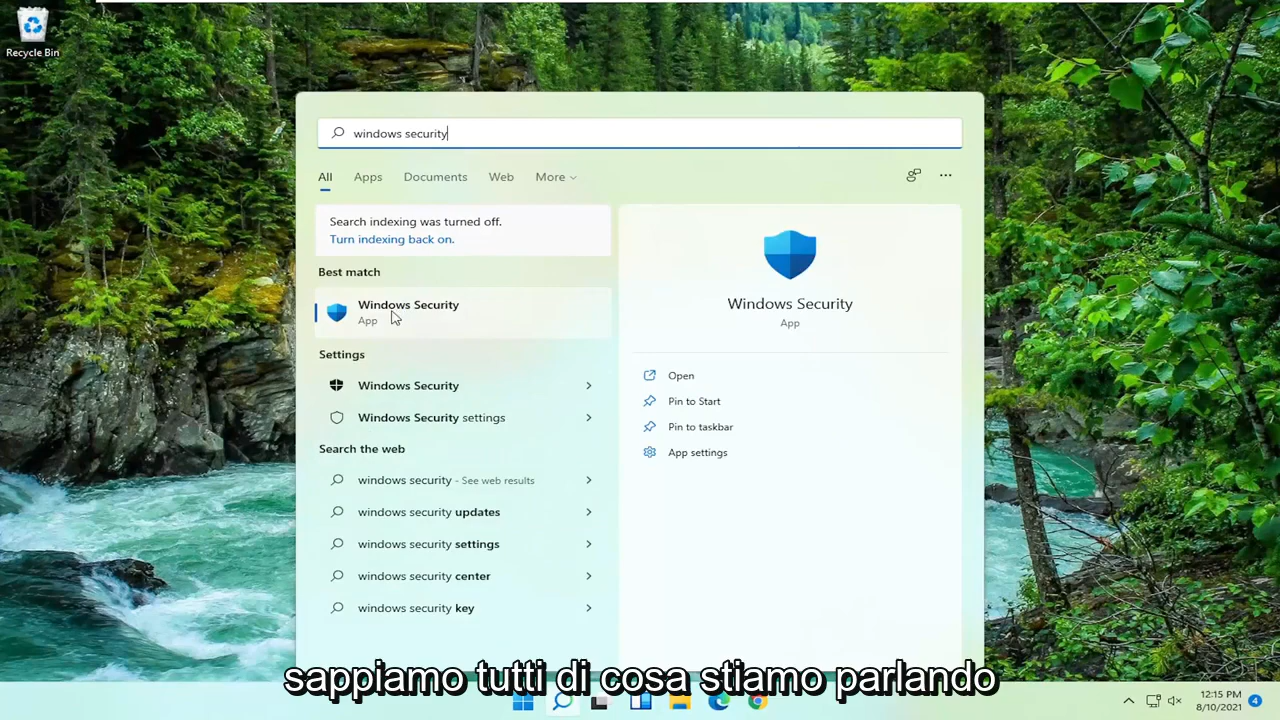 Recycle Bin
windows security
All Apps Documents Web More
Search indexing was turned off.
Turn indexing back on.
Best match
Windows Security
App
Settings
Windows Security
Windows Security settings
Search the web
windows security - See web results
windows security updates
windows security settings
windows security center
windows security key
Windows Security
App
Open
Pin to Start
Pin to taskbar
App settings
sappiamo tutti di cosa stiamo parlando
12:15 PM
8/10/2021
4